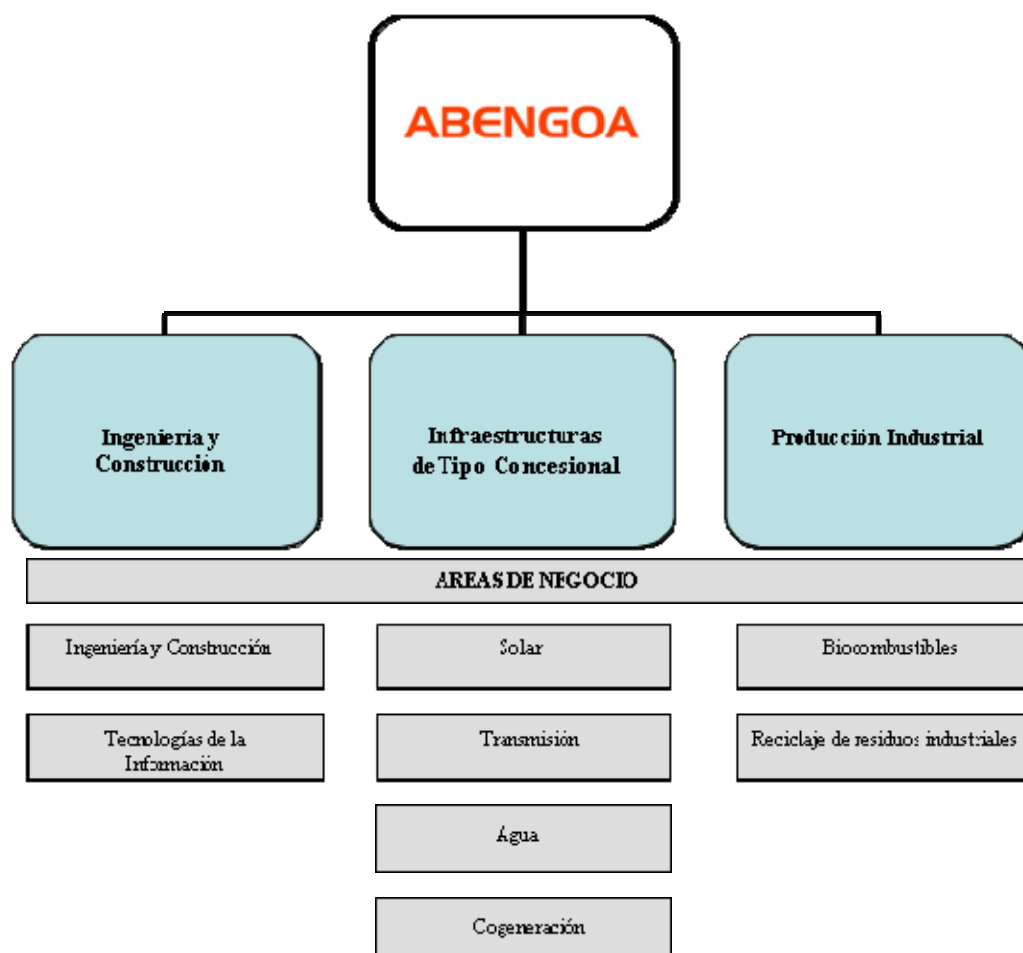 ABENGOA
Ingeniería y
Construcción
Infraestructuras
de Tipo Concesional
Producción Industrial
AREAS DE NEGOCIO
Ingeniería y Construcción
Solar
Biocombustibles
Tecnologías de la
Información
Transmisión
Reciclaje de residuos industriales
Agua
Cogeneración